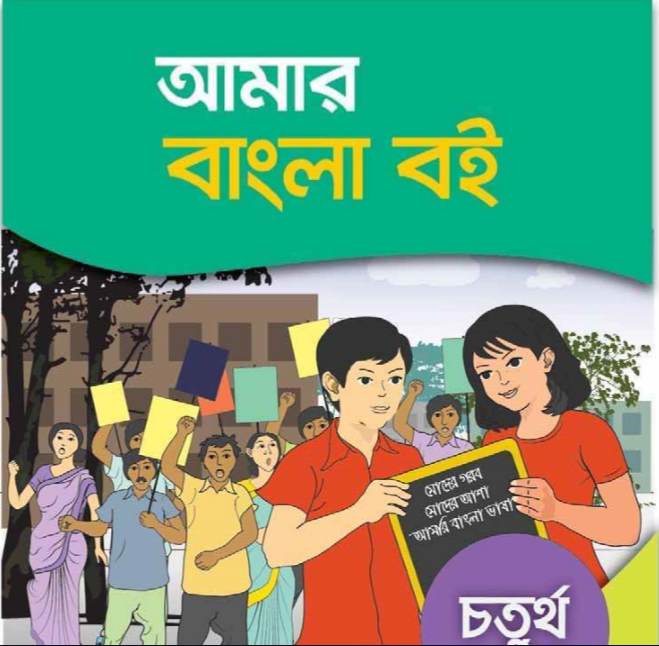 আমার
বাংলা বই
মোদের গরব
মোদের আশা
আমরি বাংলা ভাষা
চতুর্থ